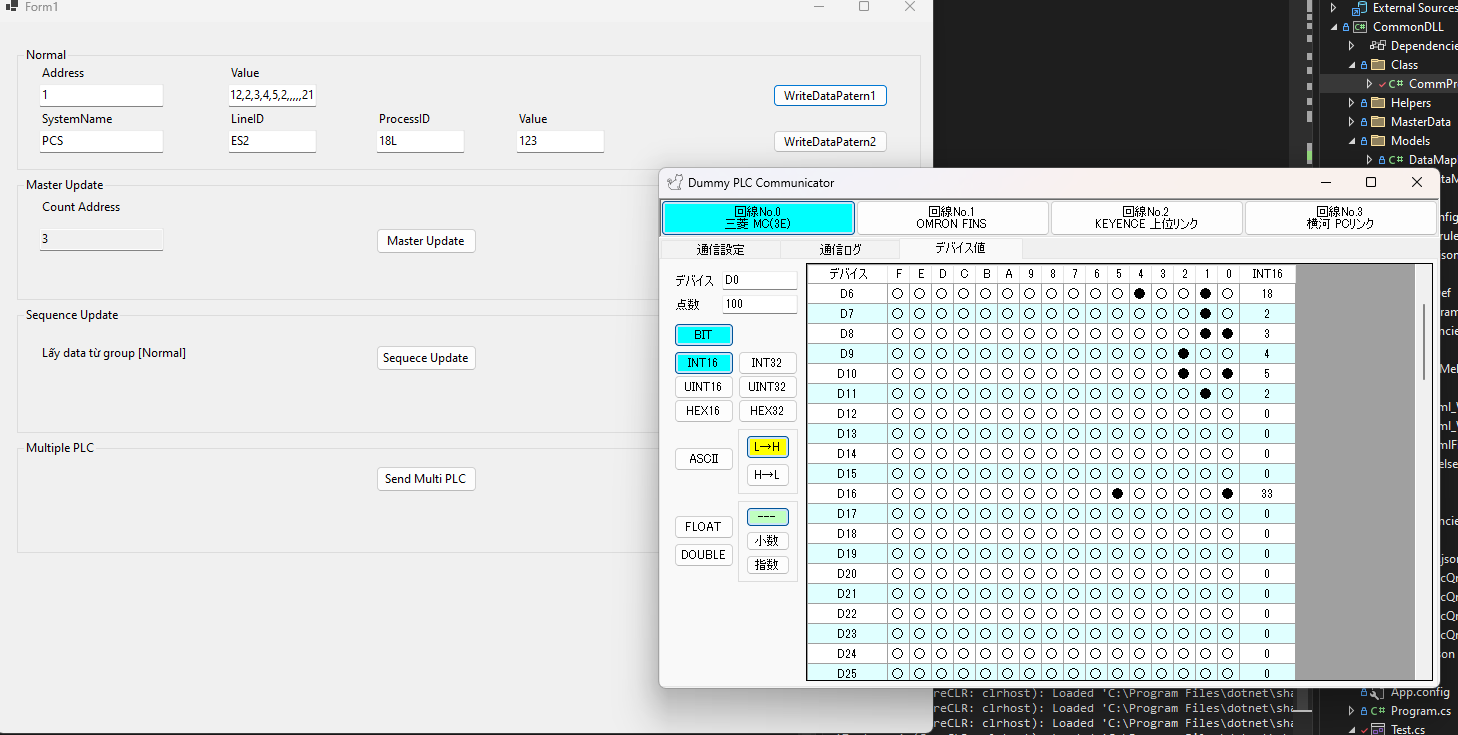 Form1
Normal
Address
Value
1
12,2,3,4,5,2,,,,,21
WriteDataPatern1
SystemName
LineID
ProcessID
Value
PCS
ES2
18L
123
WriteDataPatern2
Master Update
Count Address
3
Master Update
Sequence Update
Lấy data từ group [Normal]
Sequece Update
Multiple PLC
Send Multi PLC
Dummy PLC Communicator
回線No.0
三菱 MC(3E)
回線No.1
OMRON FINS
回線No.2
KEYENCE 上位リンク
回線No.3
横河 PCリンク
通信設定
通信ログ
デバイス値
デバイス D0
点数 100
BIT
INT16 INT32
UINT16 UINT32
HEX16 HEX32
ASCII
L→H
H→L
FLOAT
DOUBLE
---
小数
指数
デバイス F E D C B A 9 8 7 6 5 4 3 2 1 0 INT16
D6 18
D7 2
D8 3
D9 4
D10 5
D11 2
D12 0
D13 0
D14 0
D15 0
D16 33
D17 0
D18 0
D19 0
D20 0
D21 0
D22 0
D23 0
D24 0
D25 0
External Sources
CommonDLL
Dependencie
Class
C# CommPr
Helpers
MasterData
Models
C# DataMap
App.config
C# Program.cs
Test.cs
reCLR: clrhost): Loaded 'C:\Program Files\dotnet\sha
reCLR: clrhost): Loaded 'C:\Program Files\dotnet\sha
reCLR: clrhost): Loaded 'C:\Program Files\dotnet\sha